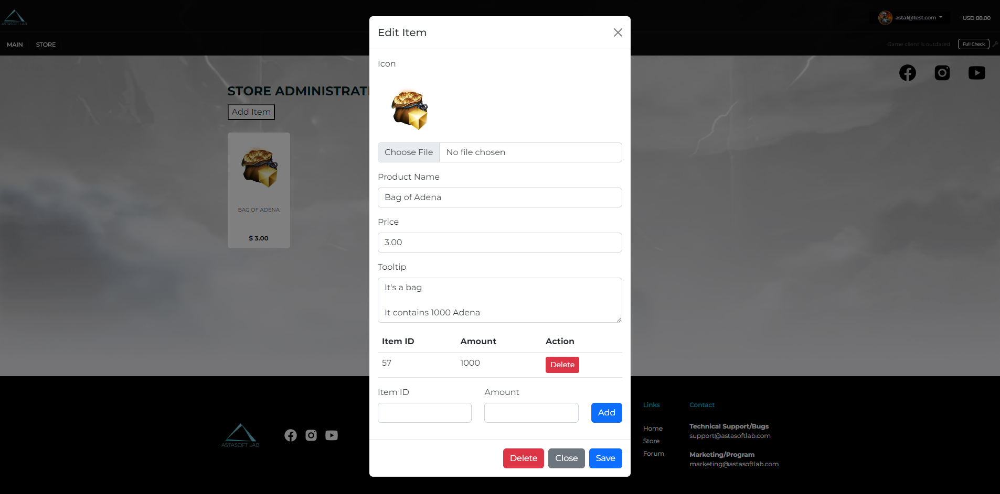 ASTASOFT LAB
asta1@test.com
USD 88.00
MAIN
STORE
Game client is outdated
Full Check
STORE ADMINISTRATI
Add Item
BAG OF ADENA
$ 3.00
Edit Item
Icon
Choose File
No file chosen
Product Name
Bag of Adena
Price
3.00
Tooltip
It's a bag
It contains 1000 Adena
Item ID Amount Action
57 1000 Delete
Item ID Amount
Add
Delete Close Save
ASTASOFT LAB
Links
Home
Store
Forum
Contact
Technical Support/Bugs
support@astasoftlab.com
Marketing/Program
marketing@astasoftlab.com